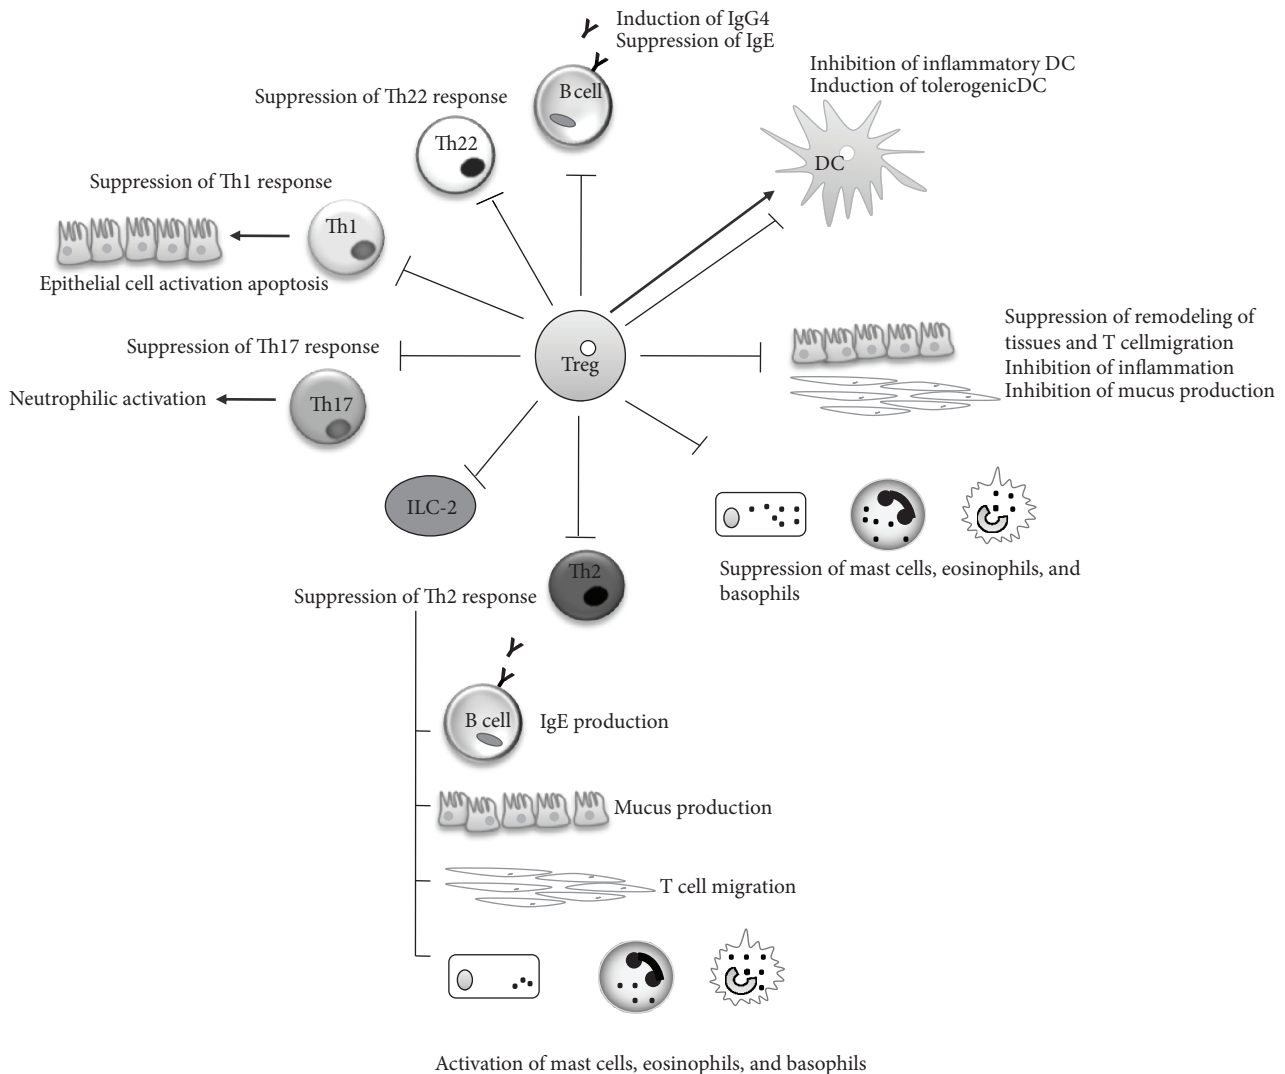 Induction of IgG4
Suppression of IgE
B cell
Inhibition of inflammatory DC
Induction of tolerogenicDC
DC
Suppression of Th22 response
Th22
Suppression of Th1 response
Th1
Epithelial cell activation apoptosis
Suppression of Th17 response
Neutrophilic activation
Th17
Treg
Suppression of remodeling of
tissues and T cellmigration
Inhibition of inflammation
Inhibition of mucus production
ILC-2
Suppression of mast cells, eosinophils, and
basophils
Th2
Suppression of Th2 response
B cell
IgE production
Mucus production
T cell migration
Activation of mast cells, eosinophils, and basophils